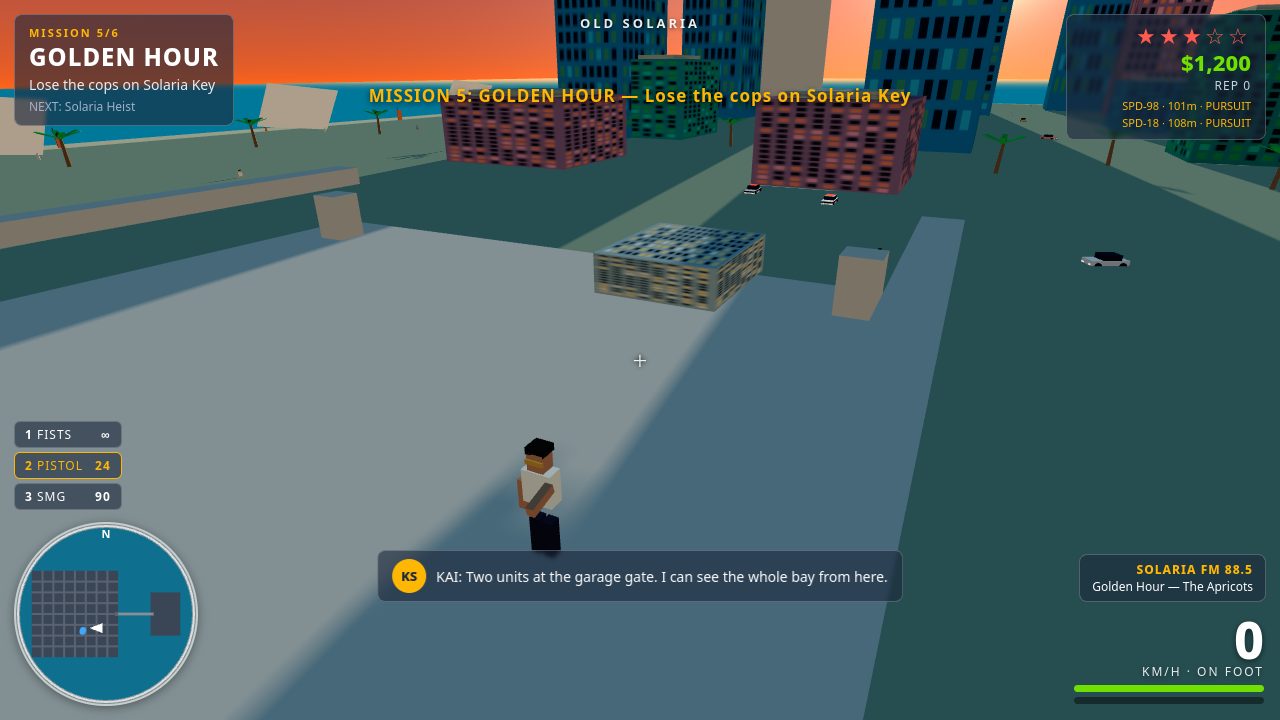 OLD SOLARIA
MISSION 5/6
GOLDEN HOUR
Lose the cops on Solaria Key
NEXT: Solaria Heist
MISSION 5: GOLDEN HOUR — Lose the cops on Solaria Key
★★★☆☆
$1,200
REP 0
SPD-98 · 101m · PURSUIT
SPD-18 · 108m · PURSUIT
1 FISTS ∞
2 PISTOL 24
3 SMG 90
N
KS KAI: Two units at the garage gate. I can see the whole bay from here.
SOLARIA FM 88.5
Golden Hour — The Apricots
0
KM/H · ON FOOT